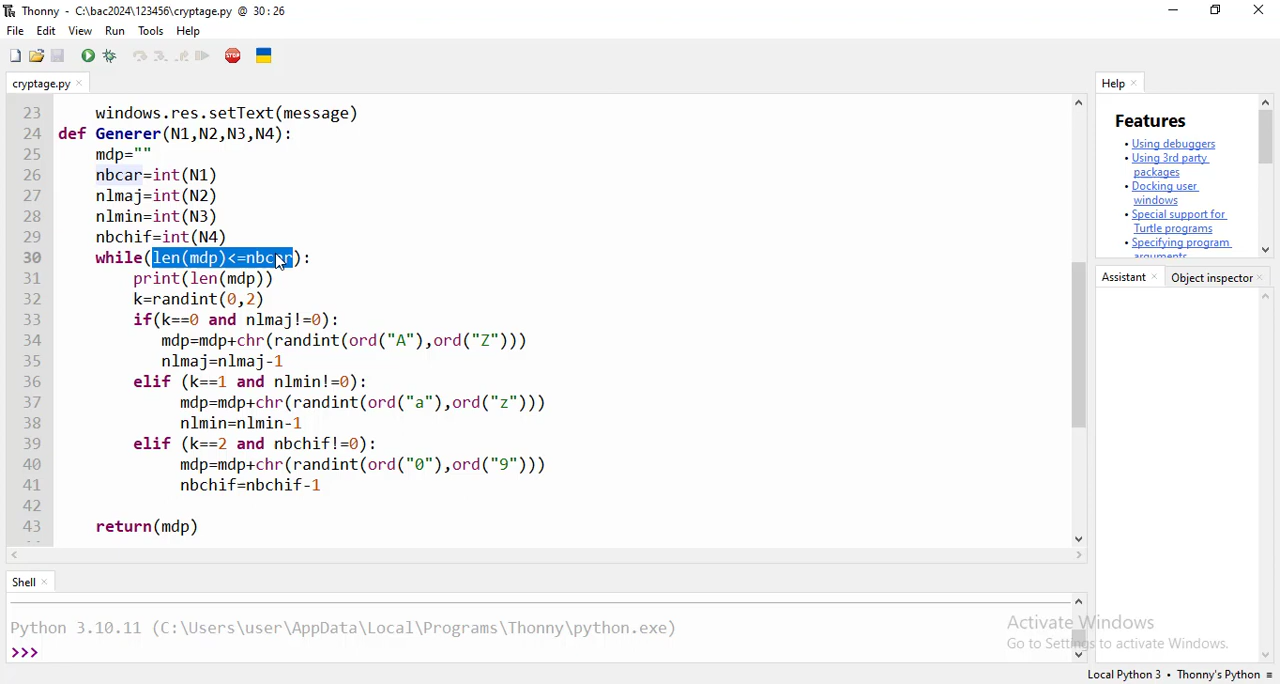 Thonny - C:\bac2024\123456\cryptage.py @ 30:26
File Edit View Run Tools Help
STOP
cryptage.py ×
23 windows.res.setText(message)
24 def Generer(N1,N2,N3,N4):
25 mdp=""
26 nbcar=int(N1)
27 nlmaj=int(N2)
28 nlmin=int(N3)
29 nbchif=int(N4)
30 while(len(mdp)<=nbcar):
31 print(len(mdp))
32 k=randint(0,2)
33 if(k==0 and nlmaj!=0):
34 mdp=mdp+chr(randint(ord("A"),ord("Z")))
35 nlmaj=nlmaj-1
36 elif (k==1 and nlmin!=0):
37 mdp=mdp+chr(randint(ord("a"),ord("z")))
38 nlmin=nlmin-1
39 elif (k==2 and nbchif!=0):
40 mdp=mdp+chr(randint(ord("0"),ord("9")))
41 nbchif=nbchif-1
42
43 return(mdp)
Shell ×
Python 3.10.11 (C:\Users\user\AppData\Local\Programs\Thonny\python.exe)
>>>
Help ×
Features
• Using debuggers
• Using 3rd party
packages
• Docking user
windows
• Special support for
Turtle programs
• Specifying program
arguments
Assistant × Object inspector ×
Activate Windows
Go to Settings to activate Windows.
Local Python 3 • Thonny's Python ≡